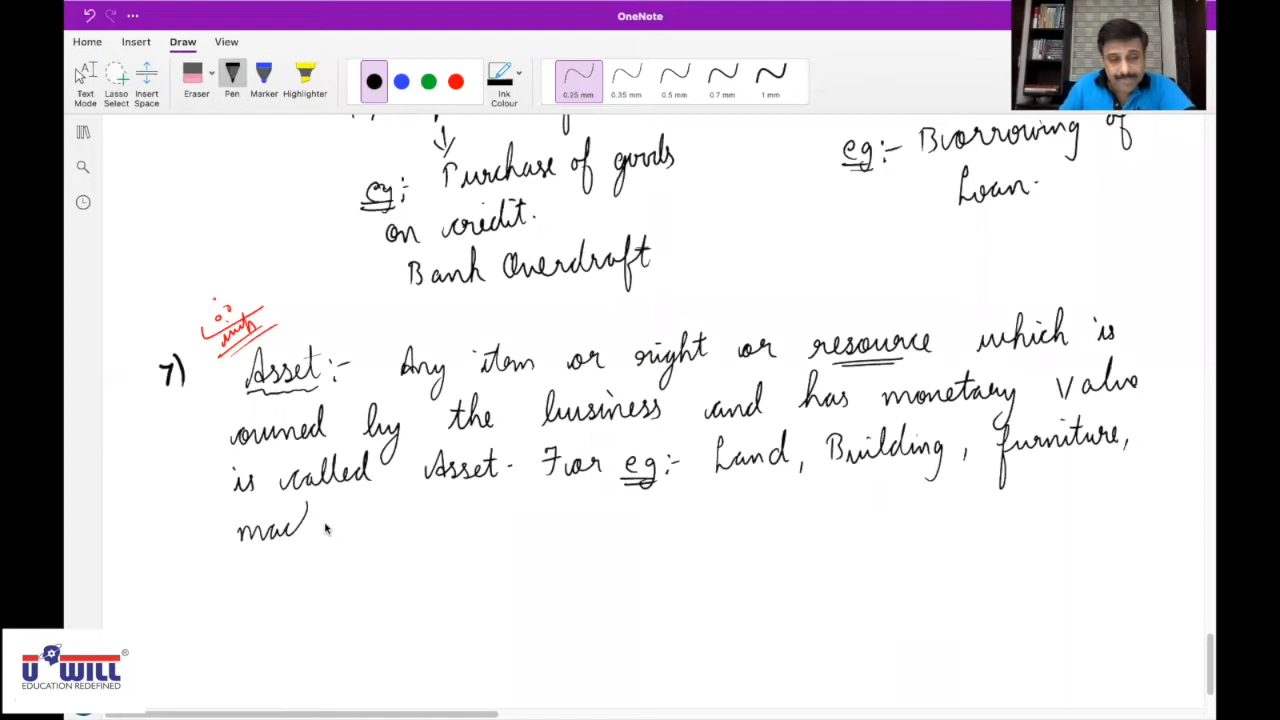 OneNote
Home Insert Draw View
Text Mode Lasso Select Insert Space Eraser Pen Marker Highlighter Ink Colour 0.25 mm 0.35 mm 0.5 mm 0.7 mm 1 mm
eg:- Purchase of goods
on credit.
Bank Overdraft
eg:- Borrowing of
Loan.
7) Asset:- Any item or right or resource which is
owned by the business and has monetary value
is called Asset. For eg:- Land, Building, furniture,
mac
U WILL ®
EDUCATION REDEFINED